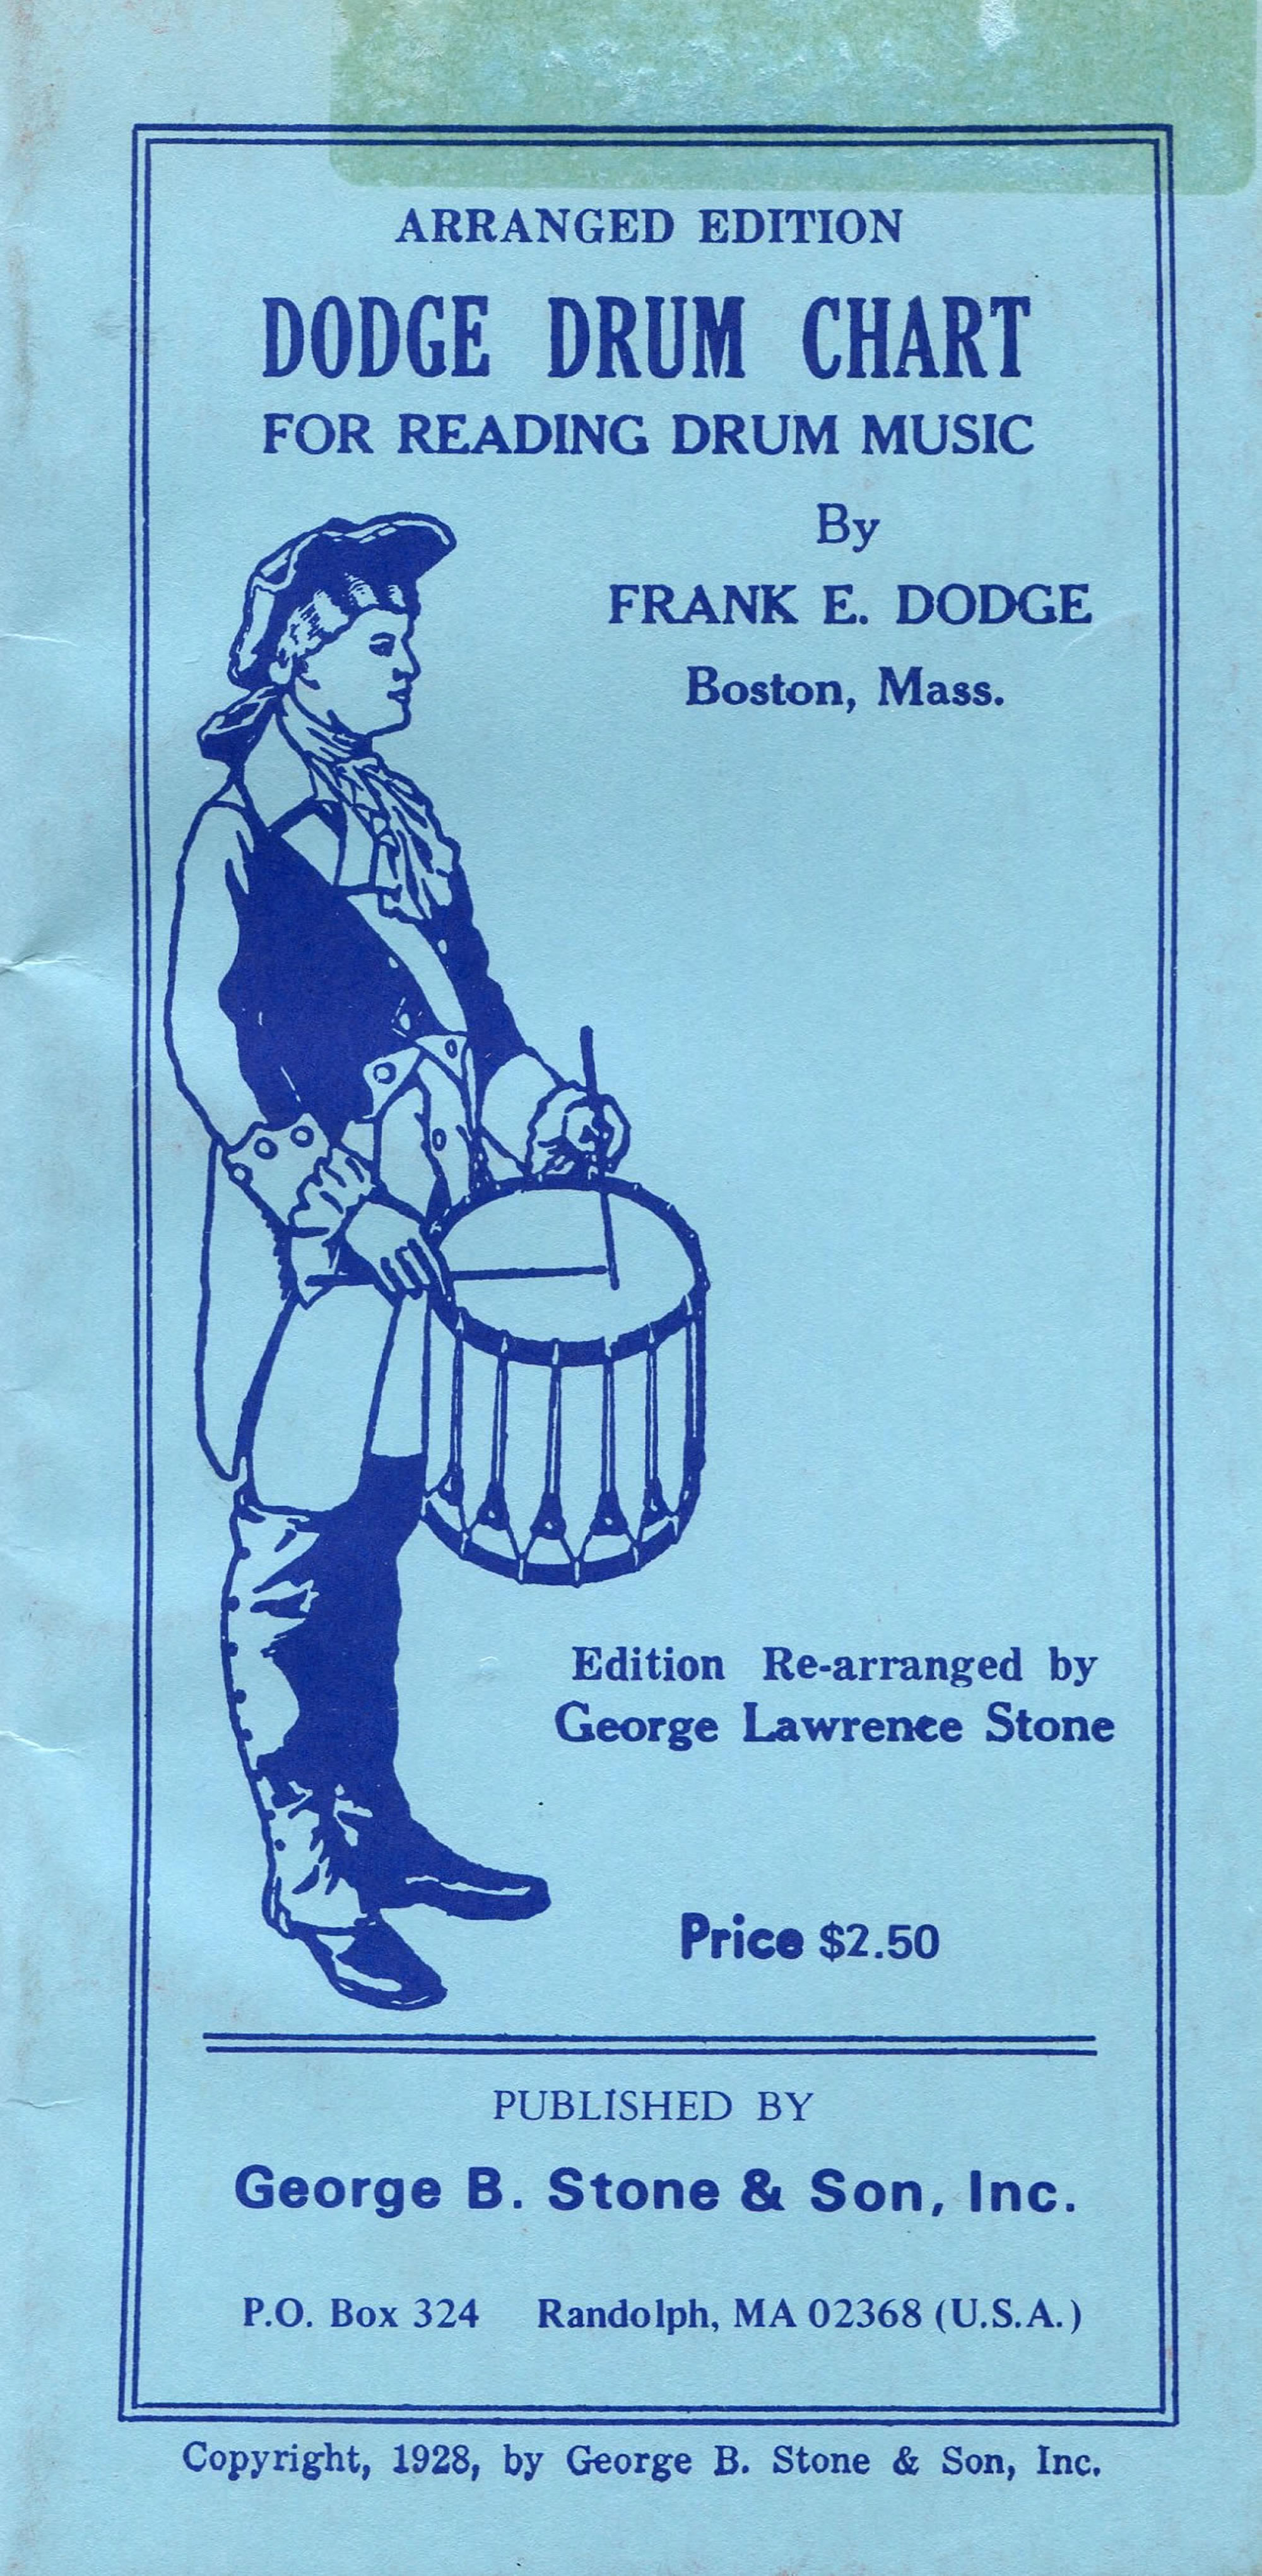 ARRANGED EDITION
DODGE DRUM CHART
FOR READING DRUM MUSIC
By
FRANK E. DODGE
Boston, Mass.
Edition Re-arranged by
George Lawrence Stone
Price $2.50
PUBLISHED BY
George B. Stone & Son, Inc.
P.O. Box 324 Randolph, MA 02368 (U.S.A.)
Copyright, 1928, by George B. Stone & Son, Inc.